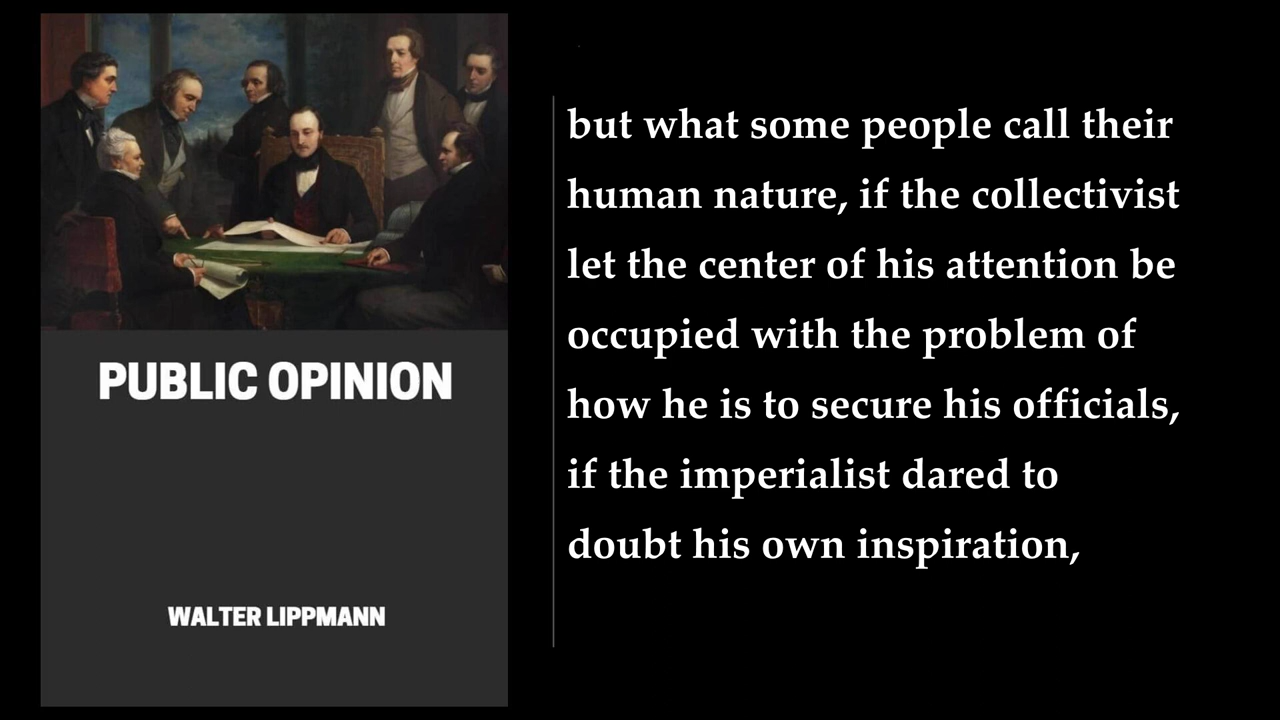 PUBLIC OPINION
WALTER LIPPMANN
but what some people call their
human nature, if the collectivist
let the center of his attention be
occupied with the problem of
how he is to secure his officials,
if the imperialist dared to
doubt his own inspiration,